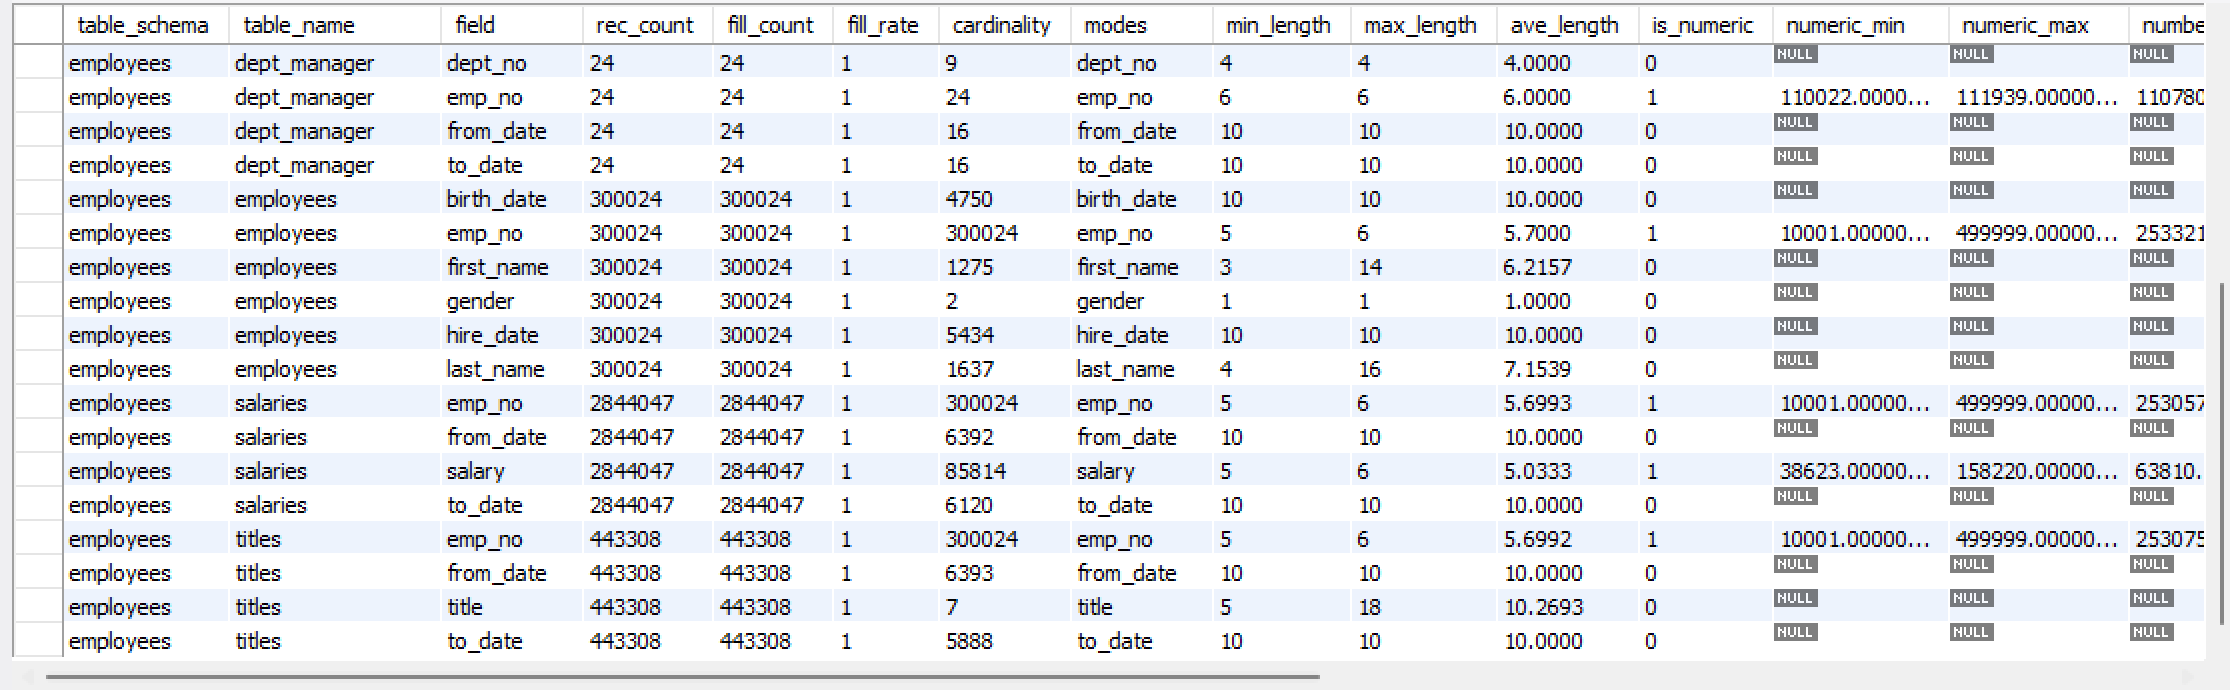 table_schema table_name field rec_count fill_count fill_rate cardinality modes min_length max_length ave_length is_numeric numeric_min numeric_max numbe
employees dept_manager dept_no 24 24 1 9 dept_no 4 4 4.0000 0 NULL NULL NULL
employees dept_manager emp_no 24 24 1 24 emp_no 6 6 6.0000 1 110022.0000... 111939.00000... 110780
employees dept_manager from_date 24 24 1 16 from_date 10 10 10.0000 0 NULL NULL NULL
employees dept_manager to_date 24 24 1 16 to_date 10 10 10.0000 0 NULL NULL NULL
employees employees birth_date 300024 300024 1 4750 birth_date 10 10 10.0000 0 NULL NULL NULL
employees employees emp_no 300024 300024 1 300024 emp_no 5 6 5.7000 1 10001.00000... 499999.00000... 253321
employees employees first_name 300024 300024 1 1275 first_name 3 14 6.2157 0 NULL NULL NULL
employees employees gender 300024 300024 1 2 gender 1 1 1.0000 0 NULL NULL NULL
employees employees hire_date 300024 300024 1 5434 hire_date 10 10 10.0000 0 NULL NULL NULL
employees employees last_name 300024 300024 1 1637 last_name 4 16 7.1539 0 NULL NULL NULL
employees salaries emp_no 2844047 2844047 1 300024 emp_no 5 6 5.6993 1 10001.00000... 499999.00000... 253057
employees salaries from_date 2844047 2844047 1 6392 from_date 10 10 10.0000 0 NULL NULL NULL
employees salaries salary 2844047 2844047 1 85814 salary 5 6 5.0333 1 38623.00000... 158220.00000... 63810.
employees salaries to_date 2844047 2844047 1 6120 to_date 10 10 10.0000 0 NULL NULL NULL
employees titles emp_no 443308 443308 1 300024 emp_no 5 6 5.6992 1 10001.00000... 499999.00000... 253075
employees titles from_date 443308 443308 1 6393 from_date 10 10 10.0000 0 NULL NULL NULL
employees titles title 443308 443308 1 7 title 5 18 10.2693 0 NULL NULL NULL
employees titles to_date 443308 443308 1 5888 to_date 10 10 10.0000 0 NULL NULL NULL